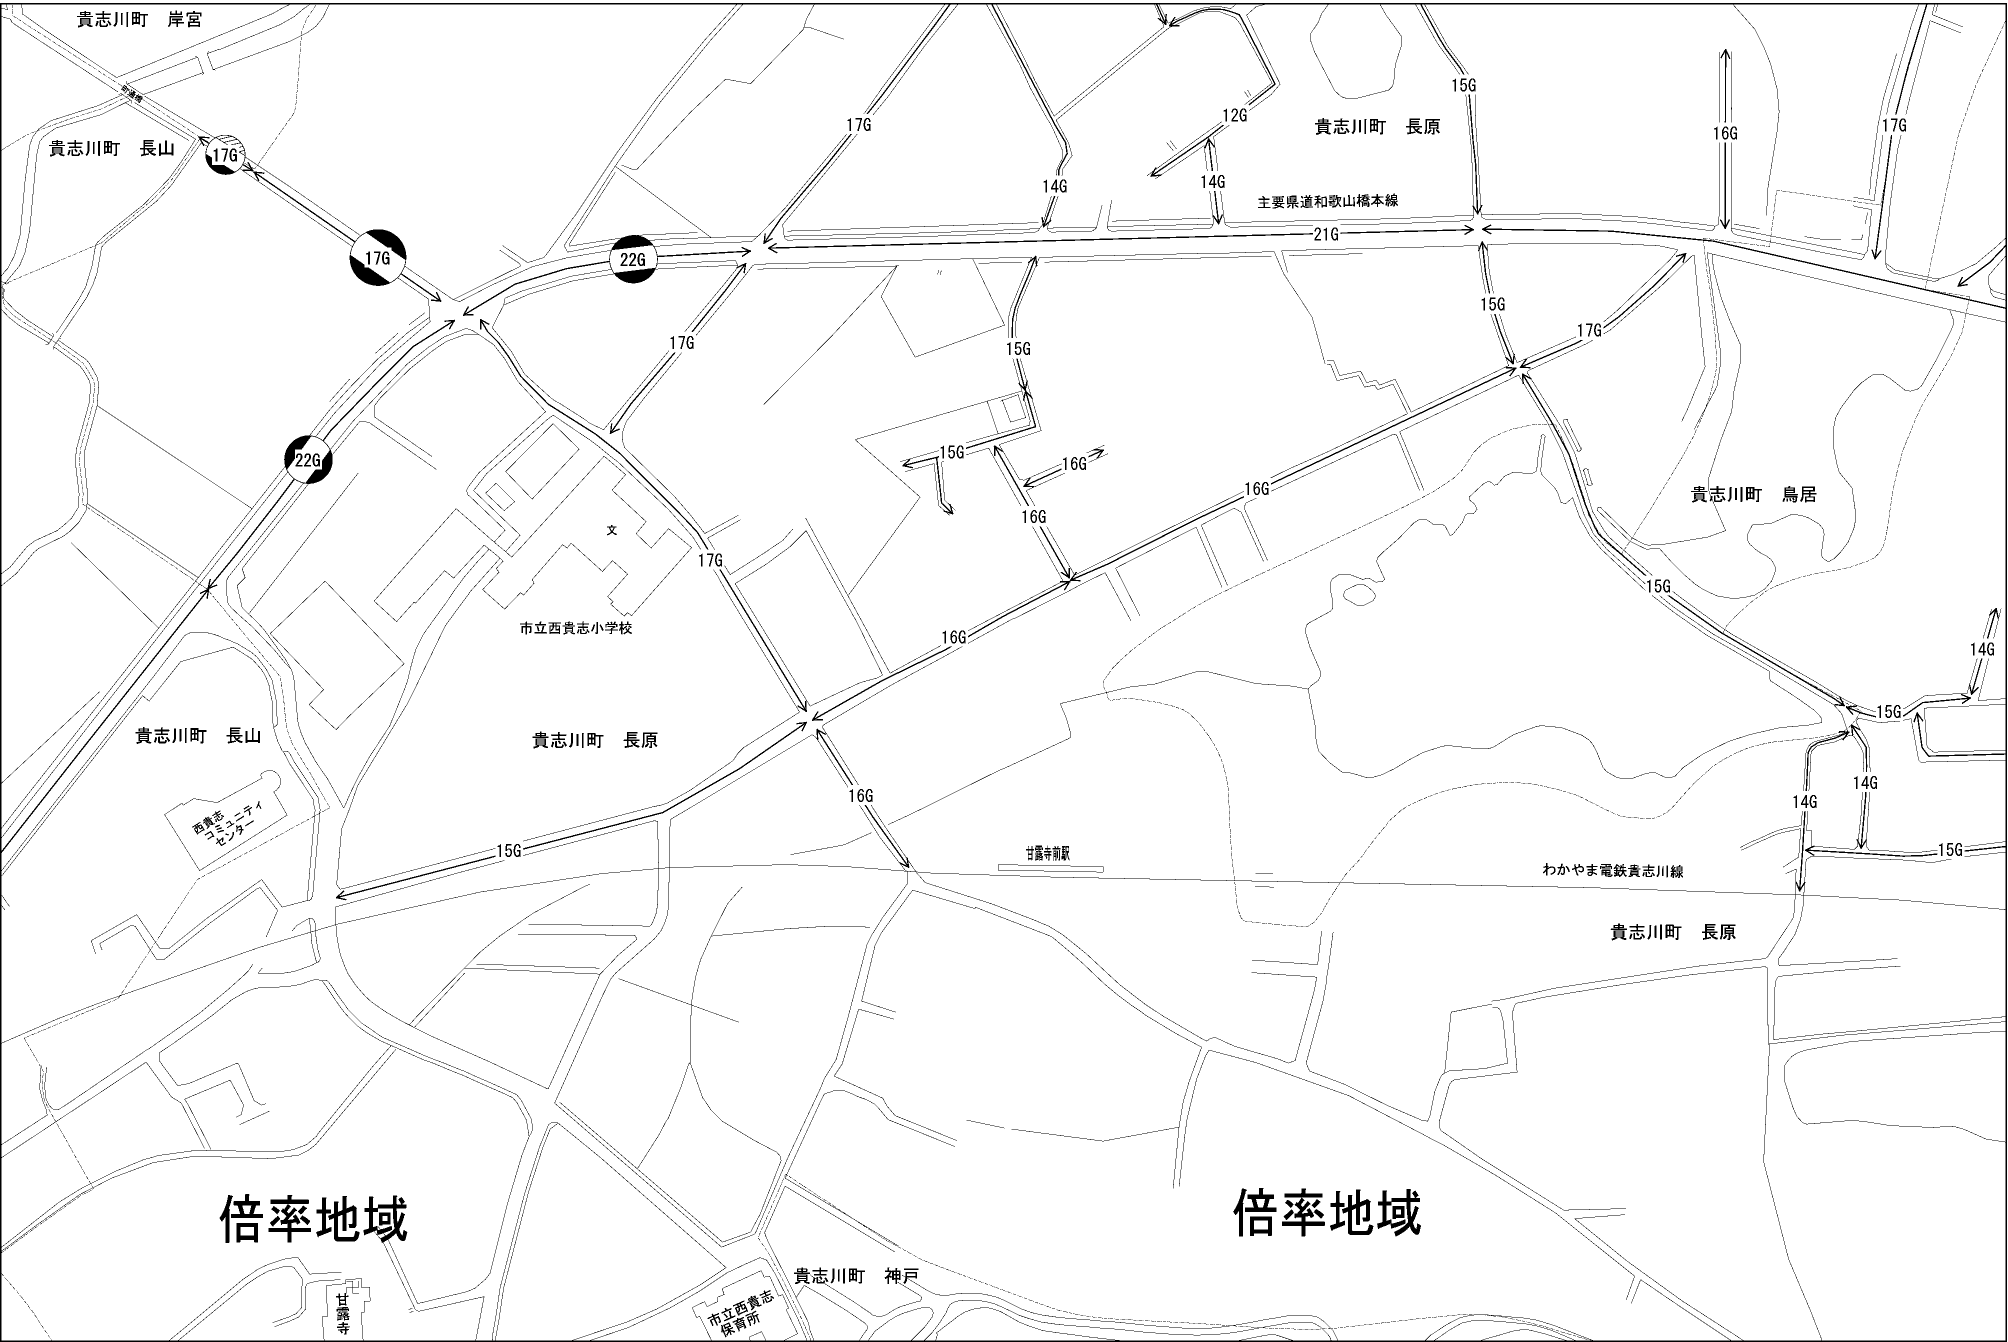 貴志川町　岸宮
町通橋
貴志川町　長山
17G
17G
22G
17G
14G
12G
14G
15G
貴志川町　長原
16G
17G
主要県道和歌山橋本線
21G
17G
15G
15G
17G
22G
15G
16G
16G
16G
貴志川町　鳥居
文
17G
市立西貴志小学校
16G
15G
14G
貴志川町　長山
貴志川町　長原
15G
16G
14G
14G
西貴志
コミュニティ
センター
15G
甘露寺前駅
15G
わかやま電鉄貴志川線
貴志川町　長原
倍率地域
倍率地域
貴志川町　神戸
甘露寺
市立西貴志
保育所